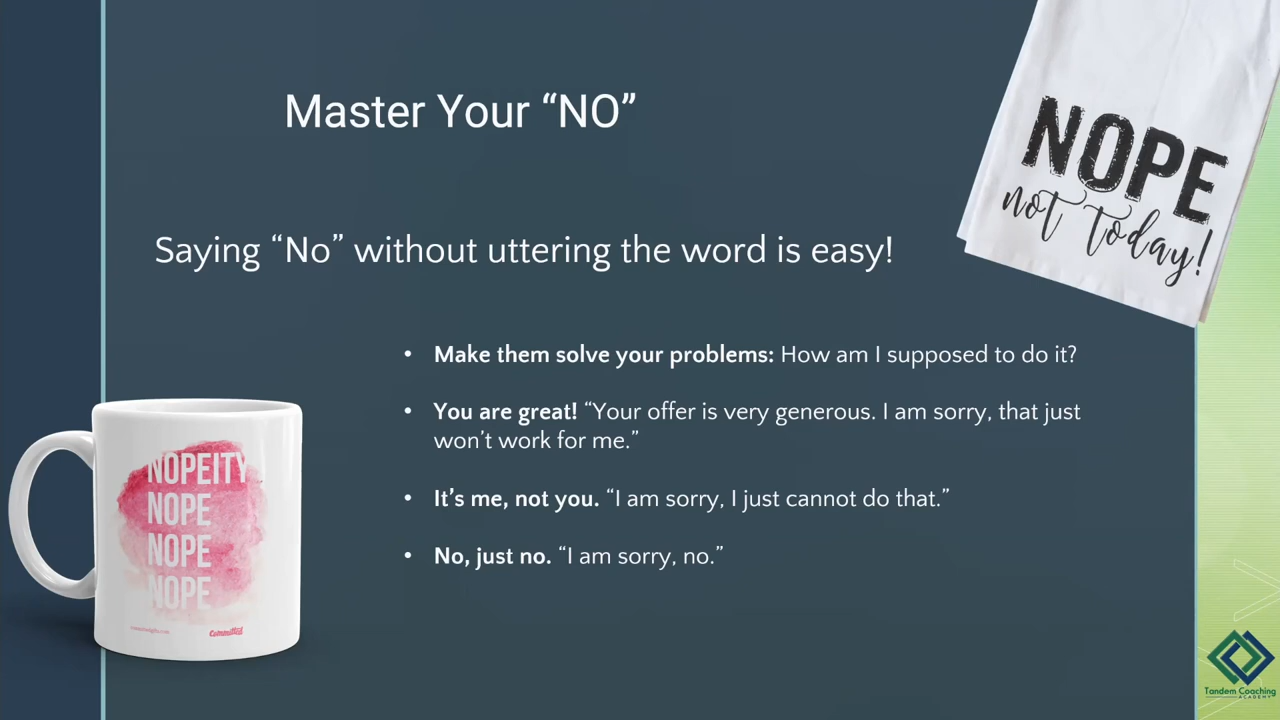 Master Your “NO”
NOPE
not today!
Saying “No” without uttering the word is easy!
• Make them solve your problems: How am I supposed to do it?
• You are great! “Your offer is very generous. I am sorry, that just
won’t work for me.”
• It’s me, not you. “I am sorry, I just cannot do that.”
• No, just no. “I am sorry, no.”
NOPEITY
NOPE
NOPE
NOPE
Committed
Tandem Coaching
ACADEMY